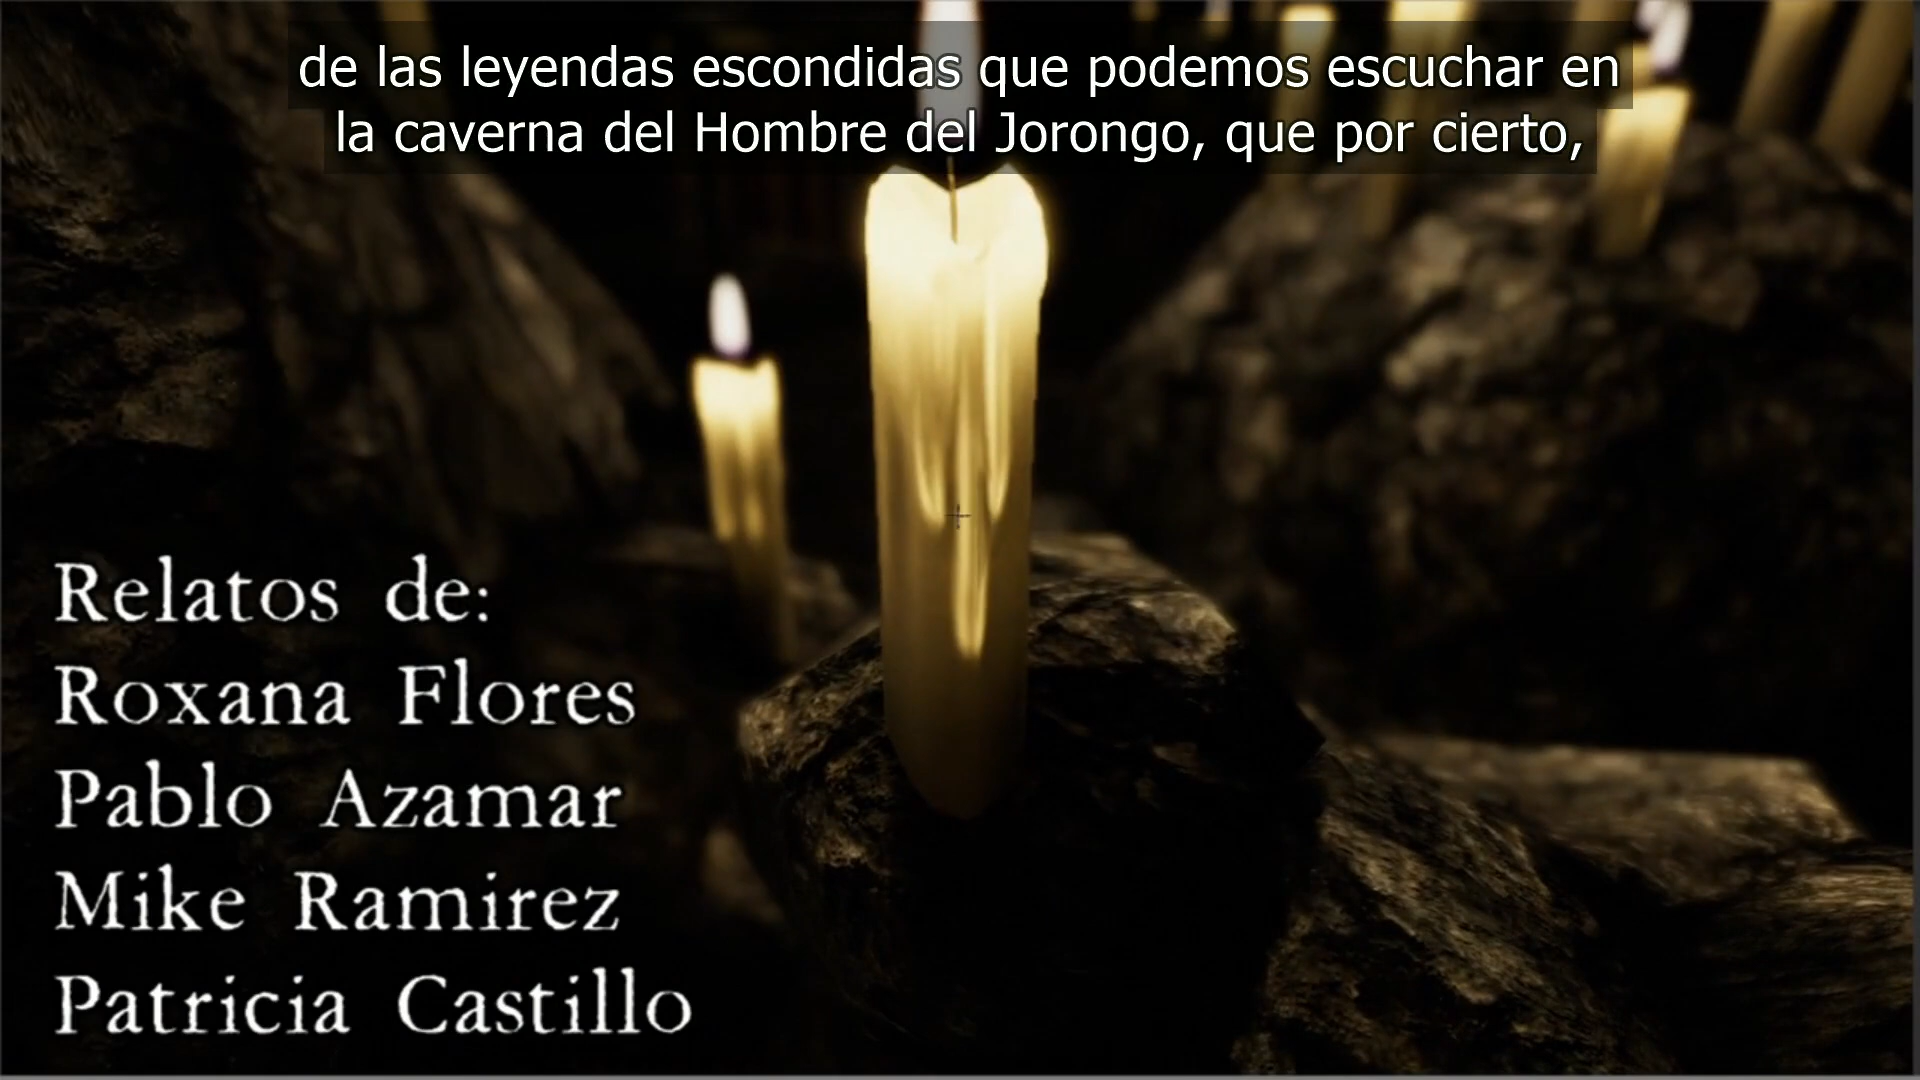 de las leyendas escondidas que podemos escuchar en
la caverna del Hombre del Jorongo, que por cierto,
Relatos de:
Roxana Flores
Pablo Azamar
Mike Ramirez
Patricia Castillo